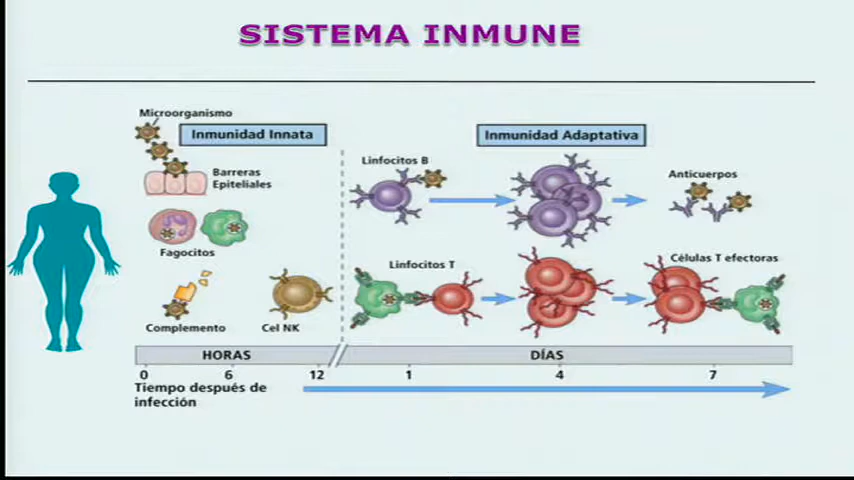 SISTEMA INMUNE
Microorganismo
Inmunidad Innata
Inmunidad Adaptativa
Barreras
Epiteliales
Linfocitos B
Anticuerpos
Fagocitos
Linfocitos T
Células T efectoras
Complemento
Cel NK
HORAS
DÍAS
0 6 12 1 4 7
Tiempo después de
infección